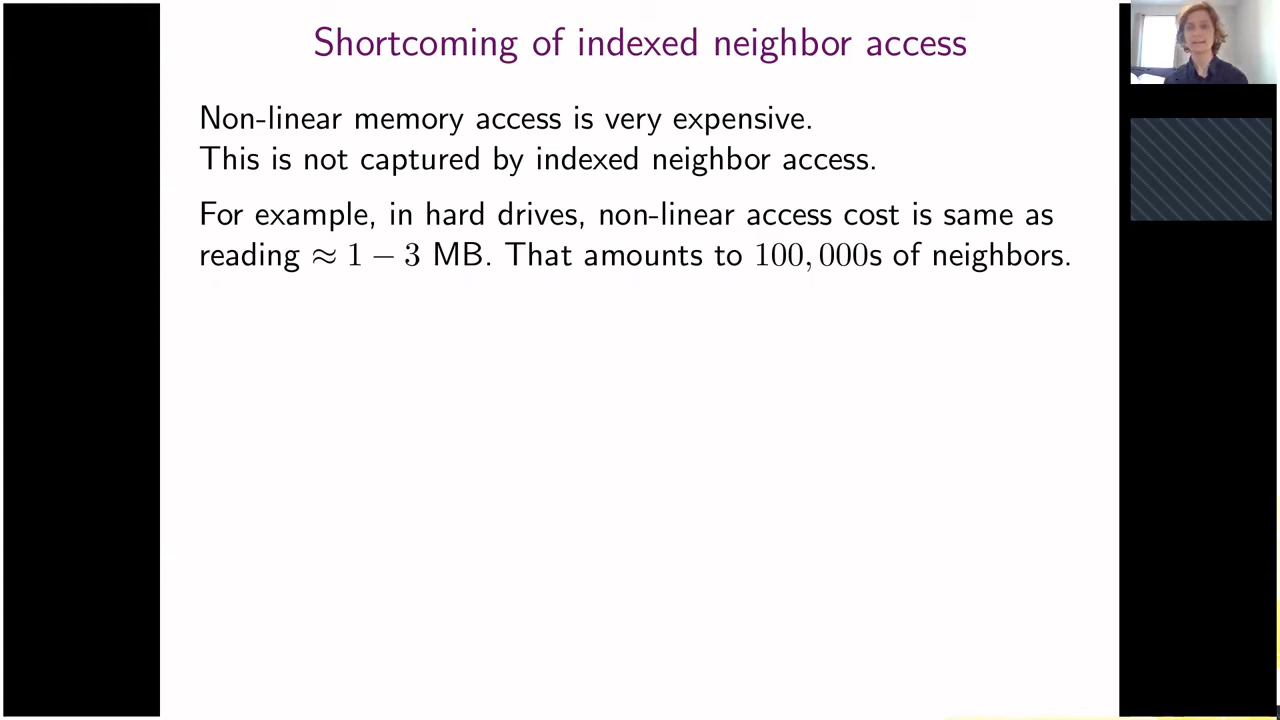 Shortcoming of indexed neighbor access
Non-linear memory access is very expensive.
This is not captured by indexed neighbor access.
For example, in hard drives, non-linear access cost is same as
reading ≈ 1 − 3 MB. That amounts to 100, 000s of neighbors.